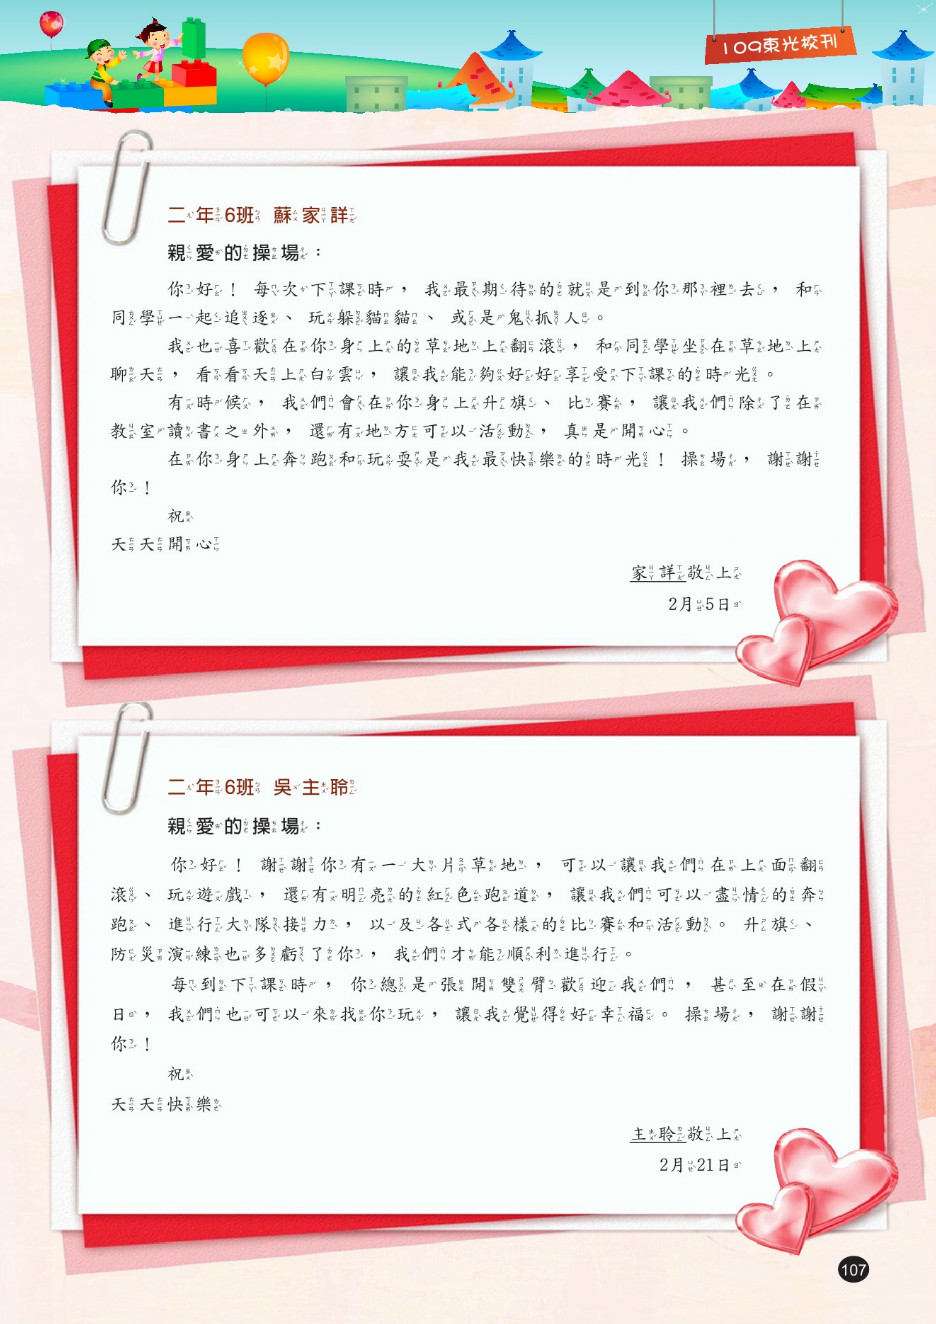 109東光校刊
二年6班 蘇家詳
親愛的操場：
你好！每次下課時，我最期待的就是到你那裡去，和
同學一起追逐、玩躲貓貓、或是鬼抓人。
我也喜歡在你身上的草地上翻滾，和同學坐在草地上
聊天，看看天上白雲，讓我能夠好好享受下課的時光。
有時候，我們會在你身上升旗、比賽，讓我們除了在
教室讀書之外，還有地方可以活動，真是開心。
在你身上奔跑和玩耍是我最快樂的時光！操場，謝謝
你！
祝
天天開心
家詳敬上
2月5日
二年6班 吳主聆
親愛的操場：
你好！謝謝你有一大片草地，可以讓我們在上面翻
滾、玩遊戲，還有明亮的紅色跑道，讓我們可以盡情的奔
跑、進行大隊接力，以及各式各樣的比賽和活動。升旗、
防災演練也多虧了你，我們才能順利進行。
每到下課時，你總是張開雙臂歡迎我們，甚至在假
日，我們也可以來找你玩，讓我覺得好幸福。操場，謝謝
你！
祝
天天快樂
主聆敬上
2月21日
107